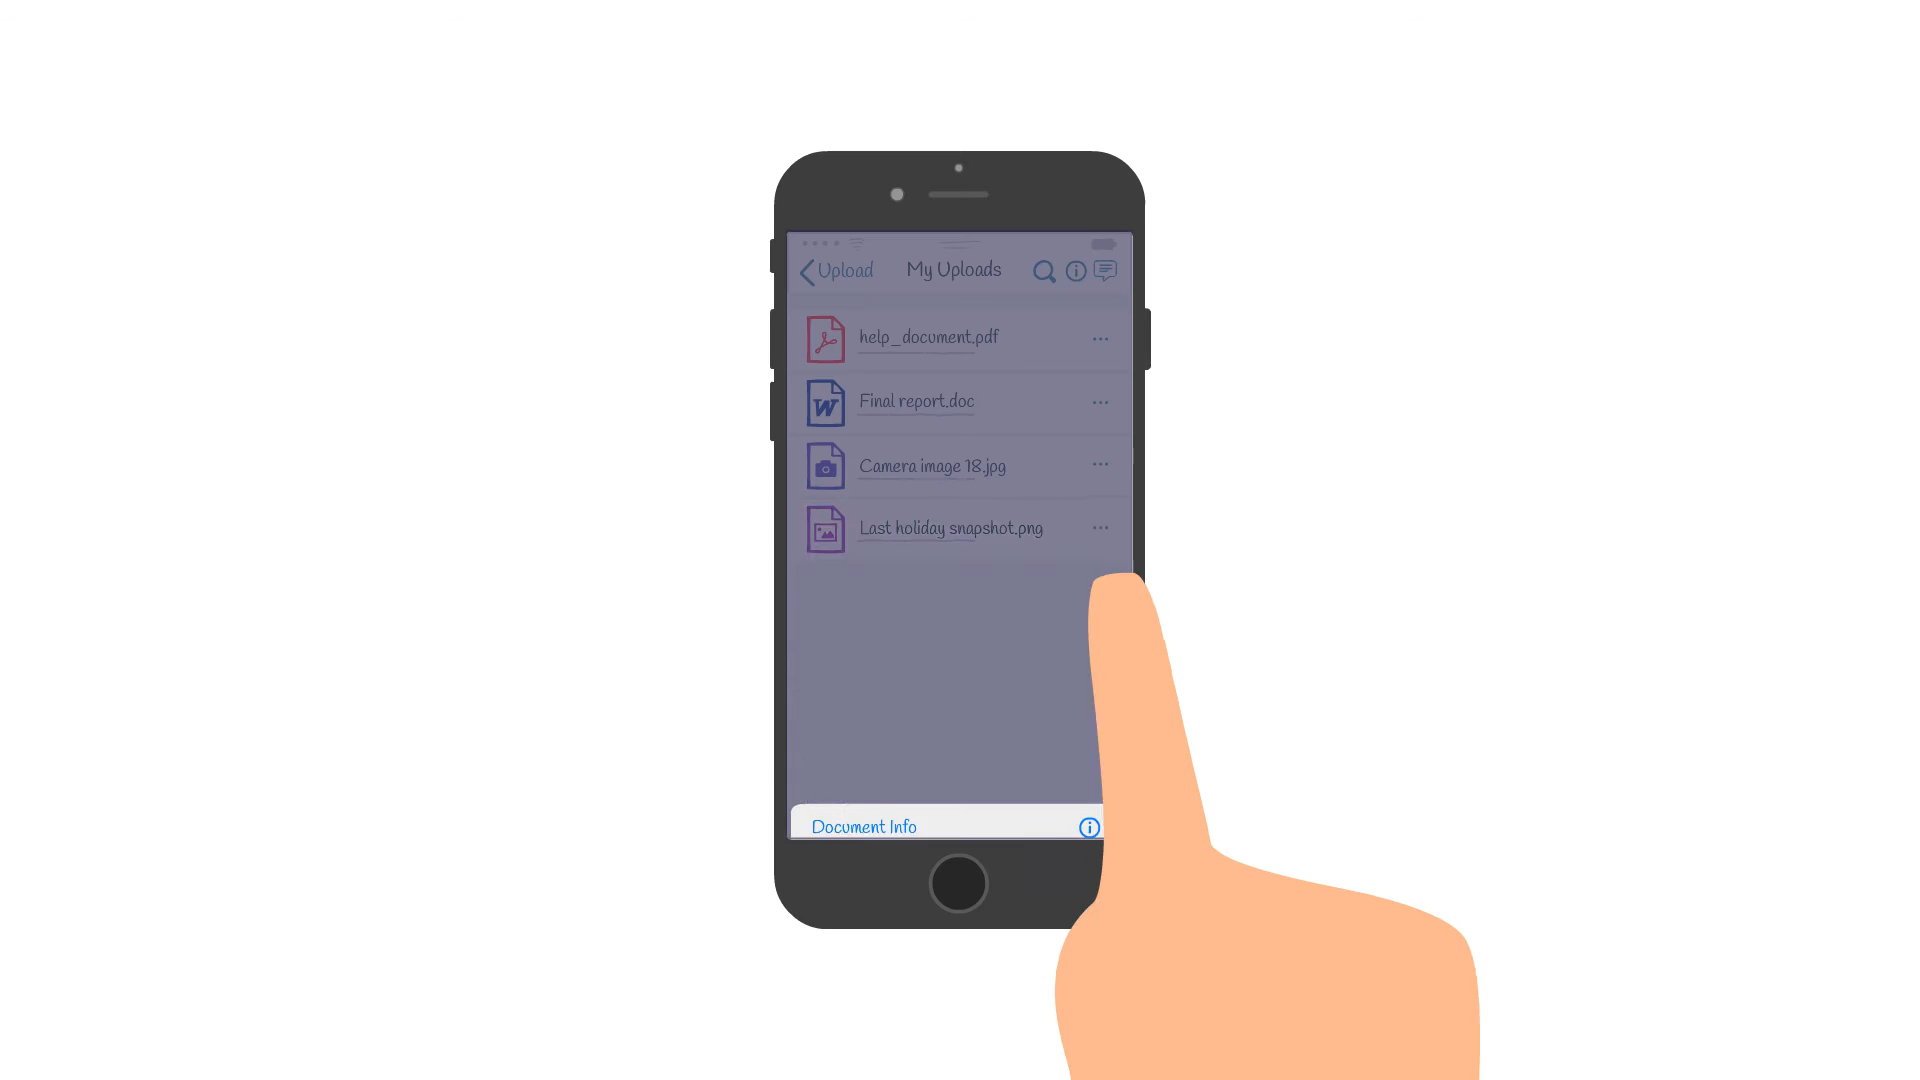 Upload My Uploads
help_document.pdf
Final report.doc
Camera image 18.jpg
Last holiday snapshot.png
Document Info